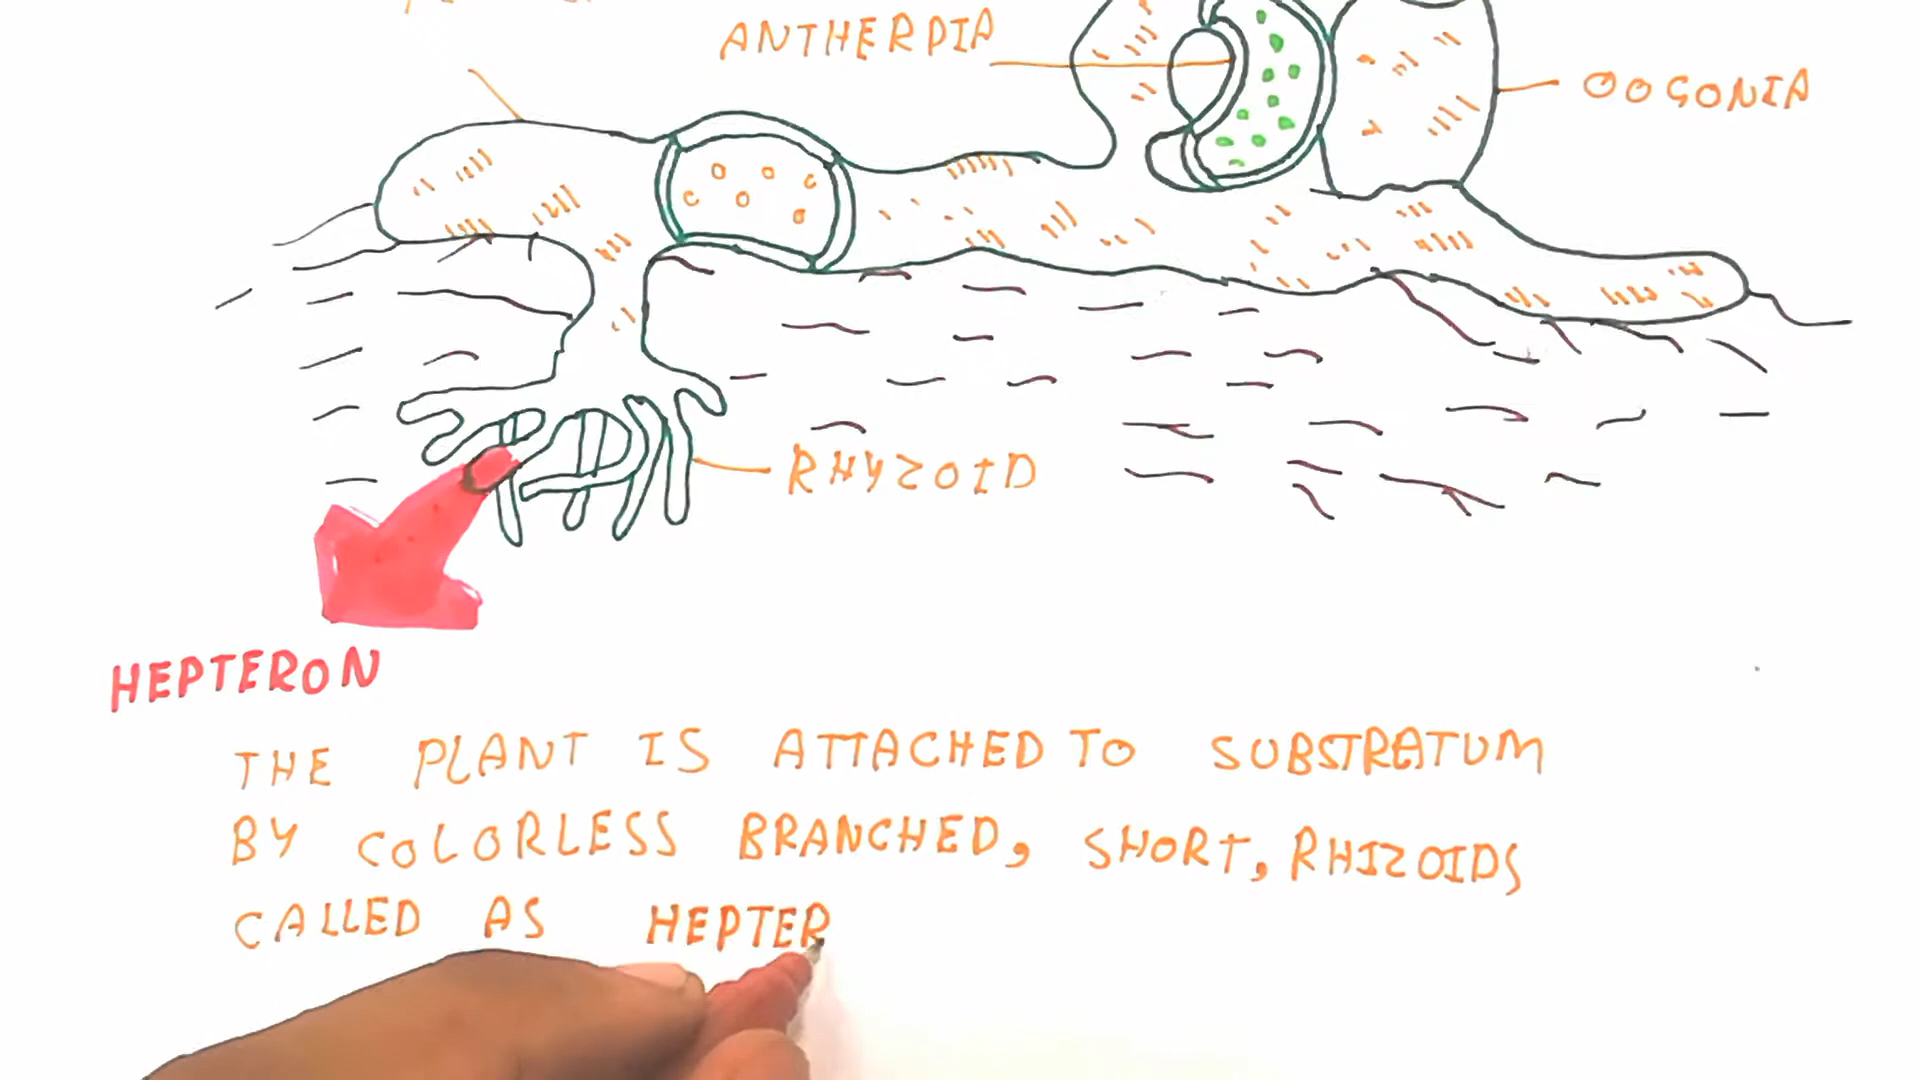 ANTHERDIA
OOGONIA
RHYZOID
HEPTERON
THE PLANT IS ATTACHED TO SUBSTRATUM
BY COLORLESS BRANCHED, SHORT, RHIZOIDS
CALLED AS HEPTER